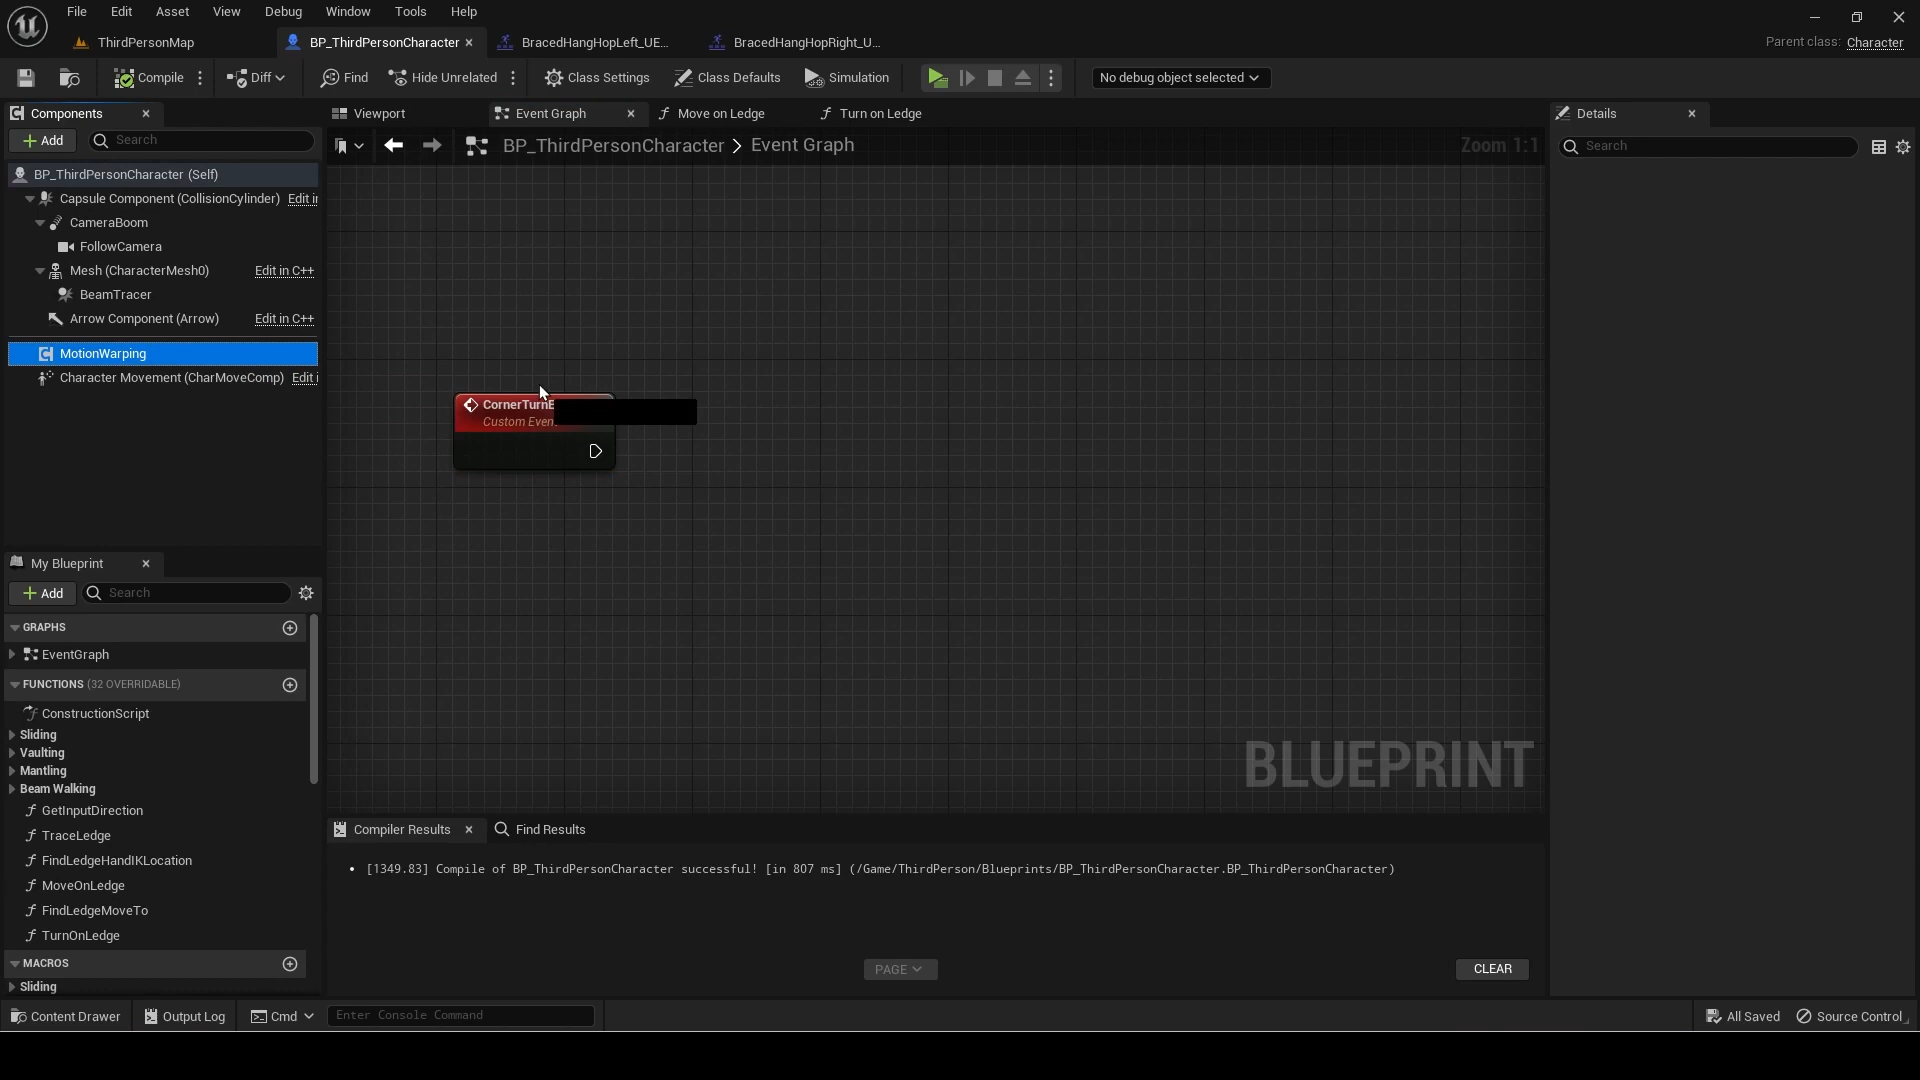 File Edit Asset View Debug Window Tools Help
ThirdPersonMap BP_ThirdPersonCharacter BracedHangHopLeft_UE... BracedHangHopRight_U...
Parent class: Character
Compile Diff Find Hide Unrelated Class Settings Class Defaults Simulation No debug object selected
Components
Add Search
BP_ThirdPersonCharacter (Self)
Capsule Component (CollisionCylinder) Edit i
CameraBoom
FollowCamera
Mesh (CharacterMesh0) Edit in C++
BeamTracer
Arrow Component (Arrow) Edit in C++
MotionWarping
Character Movement (CharMoveComp) Edit i
My Blueprint
Add Search
GRAPHS
EventGraph
FUNCTIONS (32 OVERRIDABLE)
ConstructionScript
Sliding
Vaulting
Mantling
Beam Walking
GetInputDirection
TraceLedge
FindLedgeHandIKLocation
MoveOnLedge
FindLedgeMoveTo
TurnOnLedge
MACROS
Sliding
Viewport Event Graph Move on Ledge Turn on Ledge
BP_ThirdPersonCharacter > Event Graph
Zoom 1:1
CornerTurnE
Custom Even
BLUEPRINT
Compiler Results Find Results
[1349.83] Compile of BP_ThirdPersonCharacter successful! [in 807 ms] (/Game/ThirdPerson/Blueprints/BP_ThirdPersonCharacter.BP_ThirdPersonCharacter)
PAGE
CLEAR
Details
Search
Content Drawer Output Log Cmd Enter Console Command All Saved Source Control